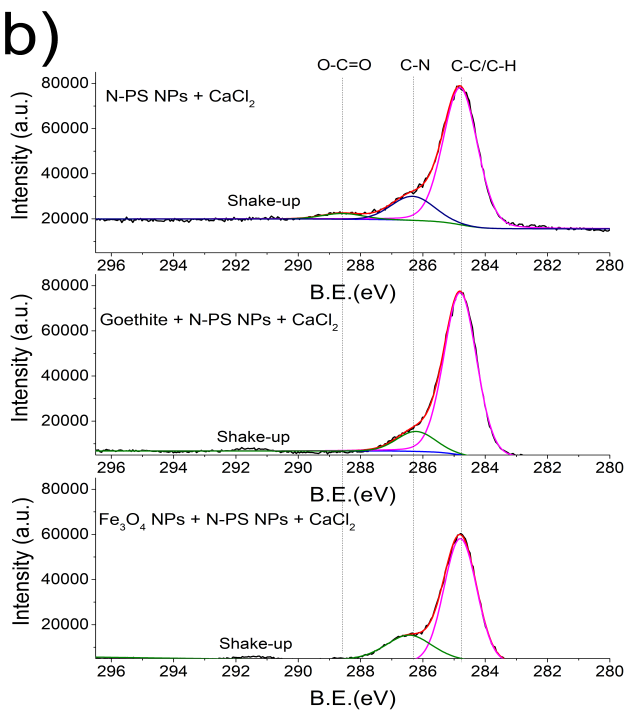 b)
O-C=O C-N C-C/C-H
80000
N-PS NPs + CaCl2
60000
40000
Shake-up
20000
Intensity (a.u.)
296 294 292 290 288 286 284 282 280
B.E.(eV)
80000
Goethite + N-PS NPs + CaCl2
60000
40000
20000
Shake-up
Intensity (a.u.)
296 294 292 290 288 286 284 282 280
B.E.(eV)
80000
Fe3O4 NPs + N-PS NPs + CaCl2
60000
40000
20000
Shake-up
Intensity (a.u.)
296 294 292 290 288 286 284 282 280
B.E.(eV)